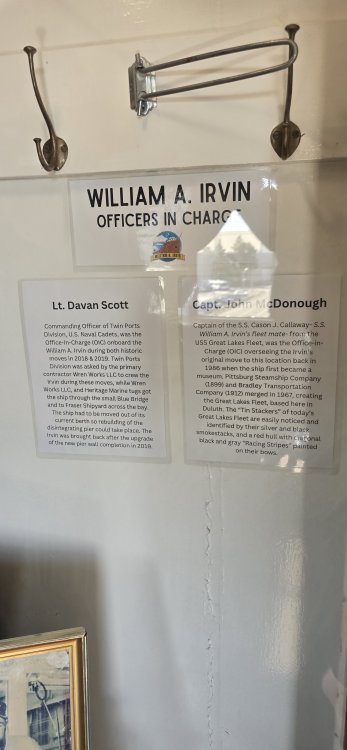 WILLIAM A. IRVIN
OFFICERS IN CHARGE
Lt. Davan Scott
Commanding Officer of Twin Ports
Division, U.S. Naval Cadets, was the
Office-In-Charge (OIC) onboard the
William A. Irvin during both historic
moves in 2018 & 2019. Twin Ports
Division was asked by the primary
contractor Wren Works LLC to crew the
Irvin during these moves, while Wren
Works LLC, and Heritage Marine tugs got
the ship through the small Blue Bridge
and to Fraser Shipyard across the bay.
The ship had to be moved out of its
current berth so rebuilding of the
disintegrating pier could take place. The
Irvin was brought back after the upgrade
of the new pier wall completion in 2019.
Capt. John McDonough
Captain of the S.S. Cason J. Callaway- S.S.
William A. Irvin's fleet mate- from the
USS Great Lakes Fleet, was the Office-in-
Charge (OIC) overseeing the Irvin's
original move to this location back in
1986 when the ship first became a
museum. Pittsburg Steamship Company
(1899) and Bradley Transportation
Company (1912) merged in 1967, creating
the Great Lakes Fleet, based here in
Duluth. The "Tin Stackers" of today's
Great Lakes Fleet are easily noticed and
identified by their silver and black
smokestacks, and a red hull with diagonal
black and gray "Racing Stripes" painted
on their bows.